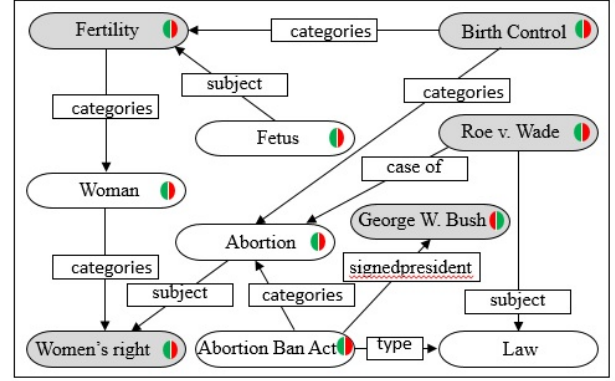 Fertility
categories
Birth Control
subject
categories
categories
Fetus
Roe v. Wade
case of
Woman
George W. Bush
Abortion
categories
signedpresident
subject
categories
subject
Women's right
Abortion Ban Act
type
Law